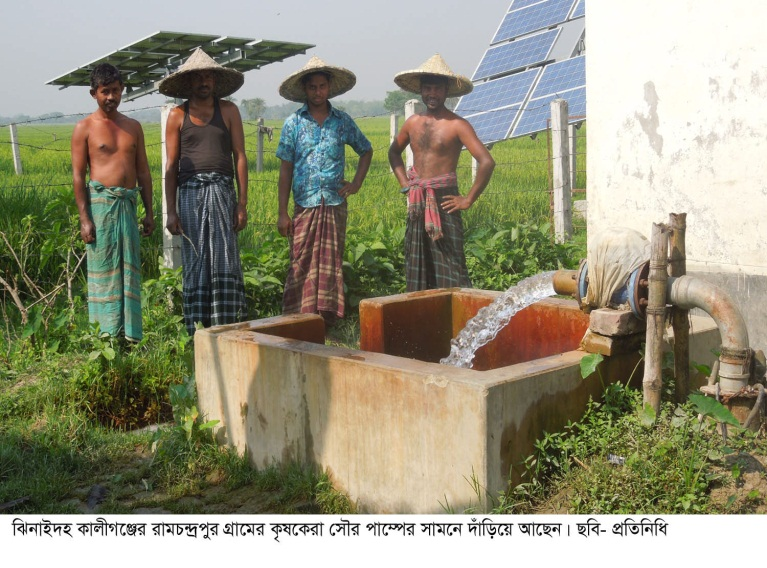 ঝিনাইদহ কালীগঞ্জের রামচন্দ্রপুর গ্রামের কৃষকেরা সৌর পাম্পের সামনে দাঁড়িয়ে আছেন। ছবি- প্রতিনিধি